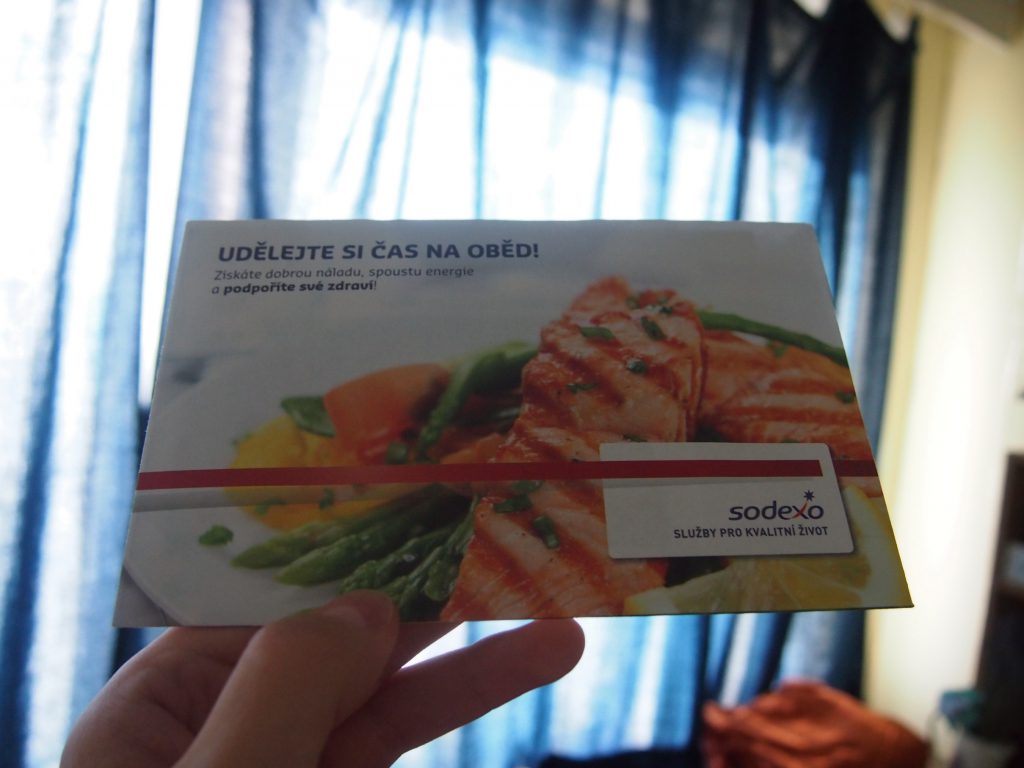 UDĚLEJTE SI ČAS NA OBĚD!
Získáte dobrou náladu, spoustu energie
a podpoříte své zdraví!
sodexo
SLUŽBY PRO KVALITNÍ ŽIVOT